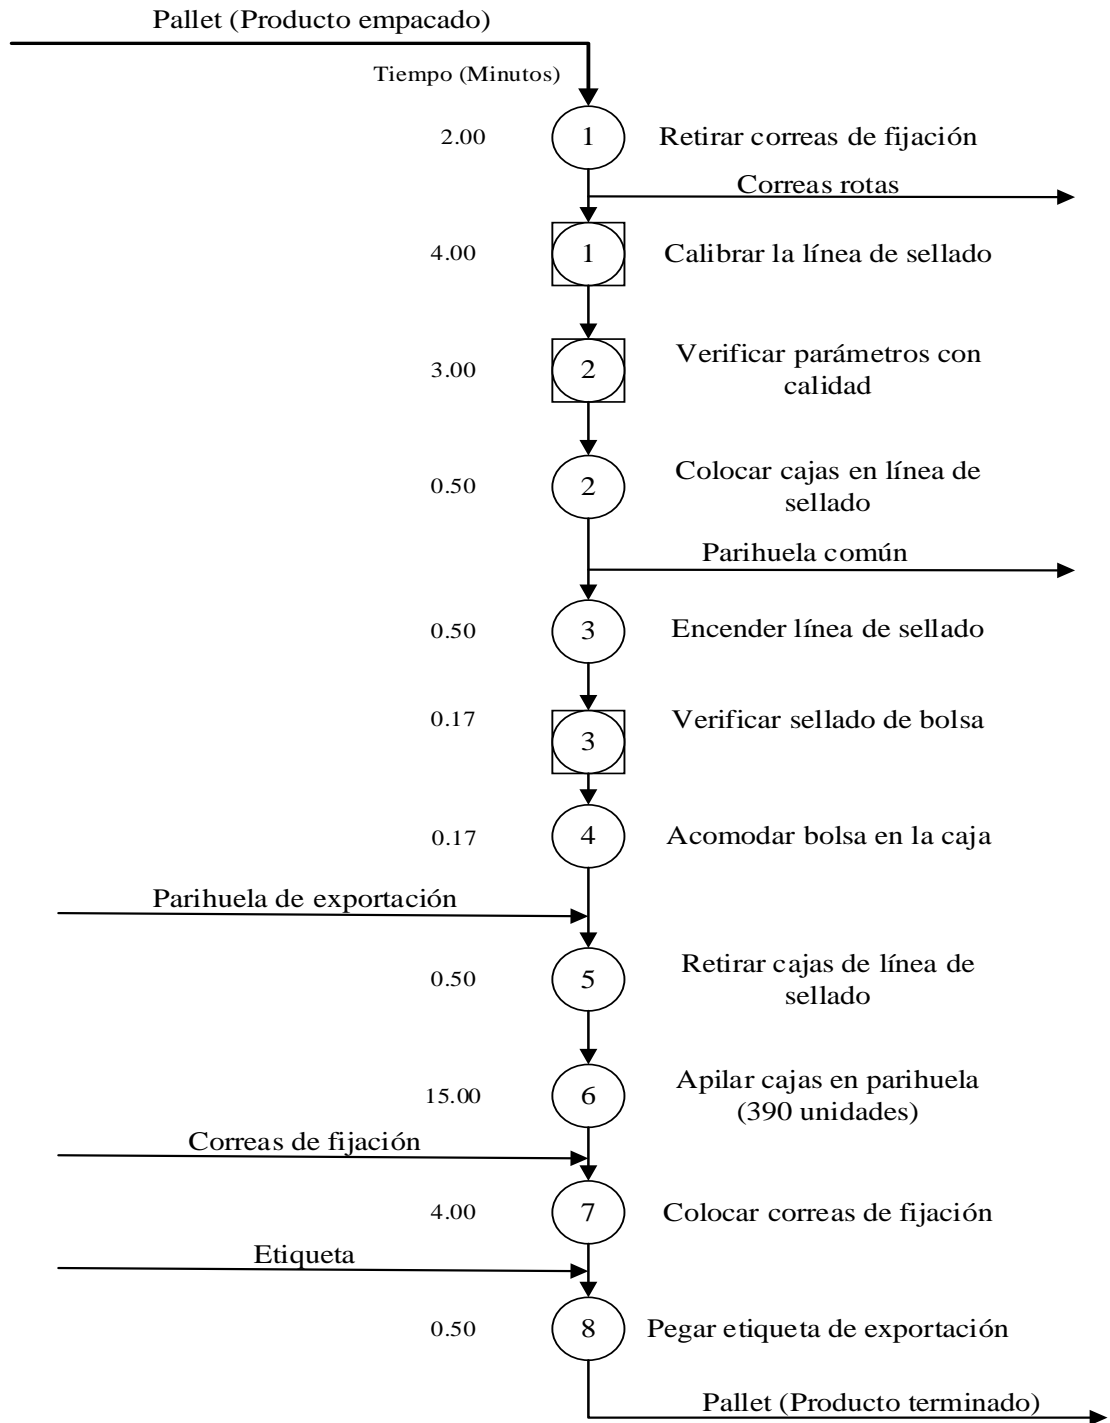 Pallet (Producto empacado)
Tiempo (Minutos)
2.00
1
Retirar correas de fijación
Correas rotas
4.00
1
Calibrar la línea de sellado
3.00
2
Verificar parámetros con
calidad
0.50
2
Colocar cajas en línea de
sellado
Parihuela común
0.50
3
Encender línea de sellado
0.17
3
Verificar sellado de bolsa
0.17
4
Acomodar bolsa en la caja
Parihuela de exportación
0.50
5
Retirar cajas de línea de
sellado
15.00
6
Apilar cajas en parihuela
(390 unidades)
Correas de fijación
4.00
7
Colocar correas de fijación
Etiqueta
0.50
8
Pegar etiqueta de exportación
Pallet (Producto terminado)